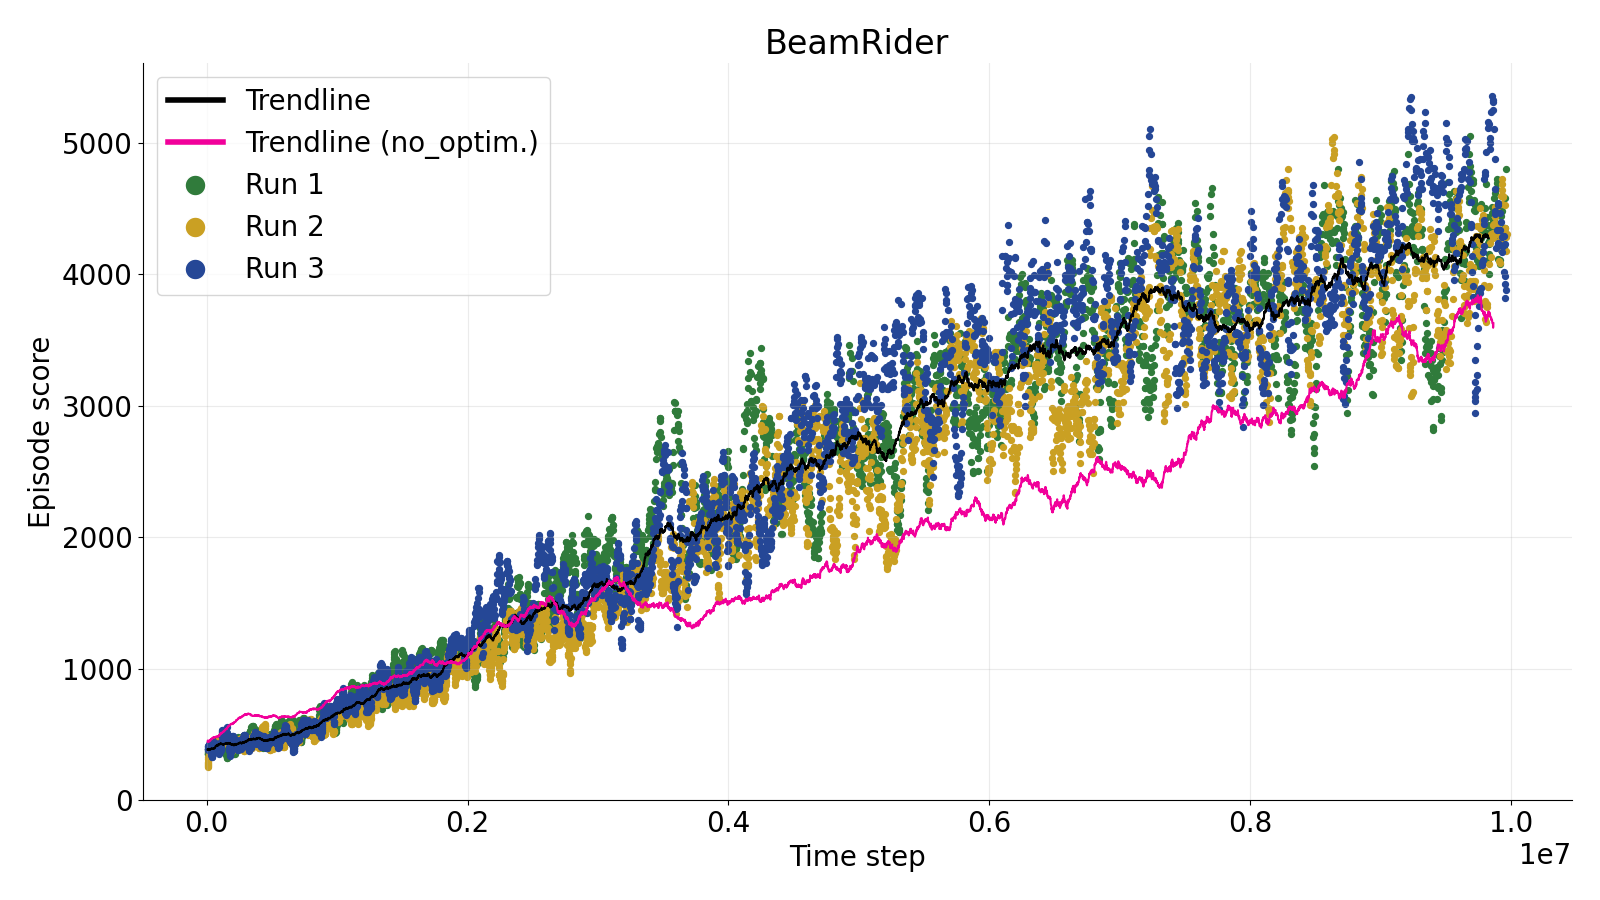 BeamRider
Trendline
Trendline (no_optim.)
Run 1
Run 2
Run 3
Episode score
5000
4000
3000
2000
1000
0
0.0 0.2 0.4 0.6 0.8 1.0
1e7
Time step